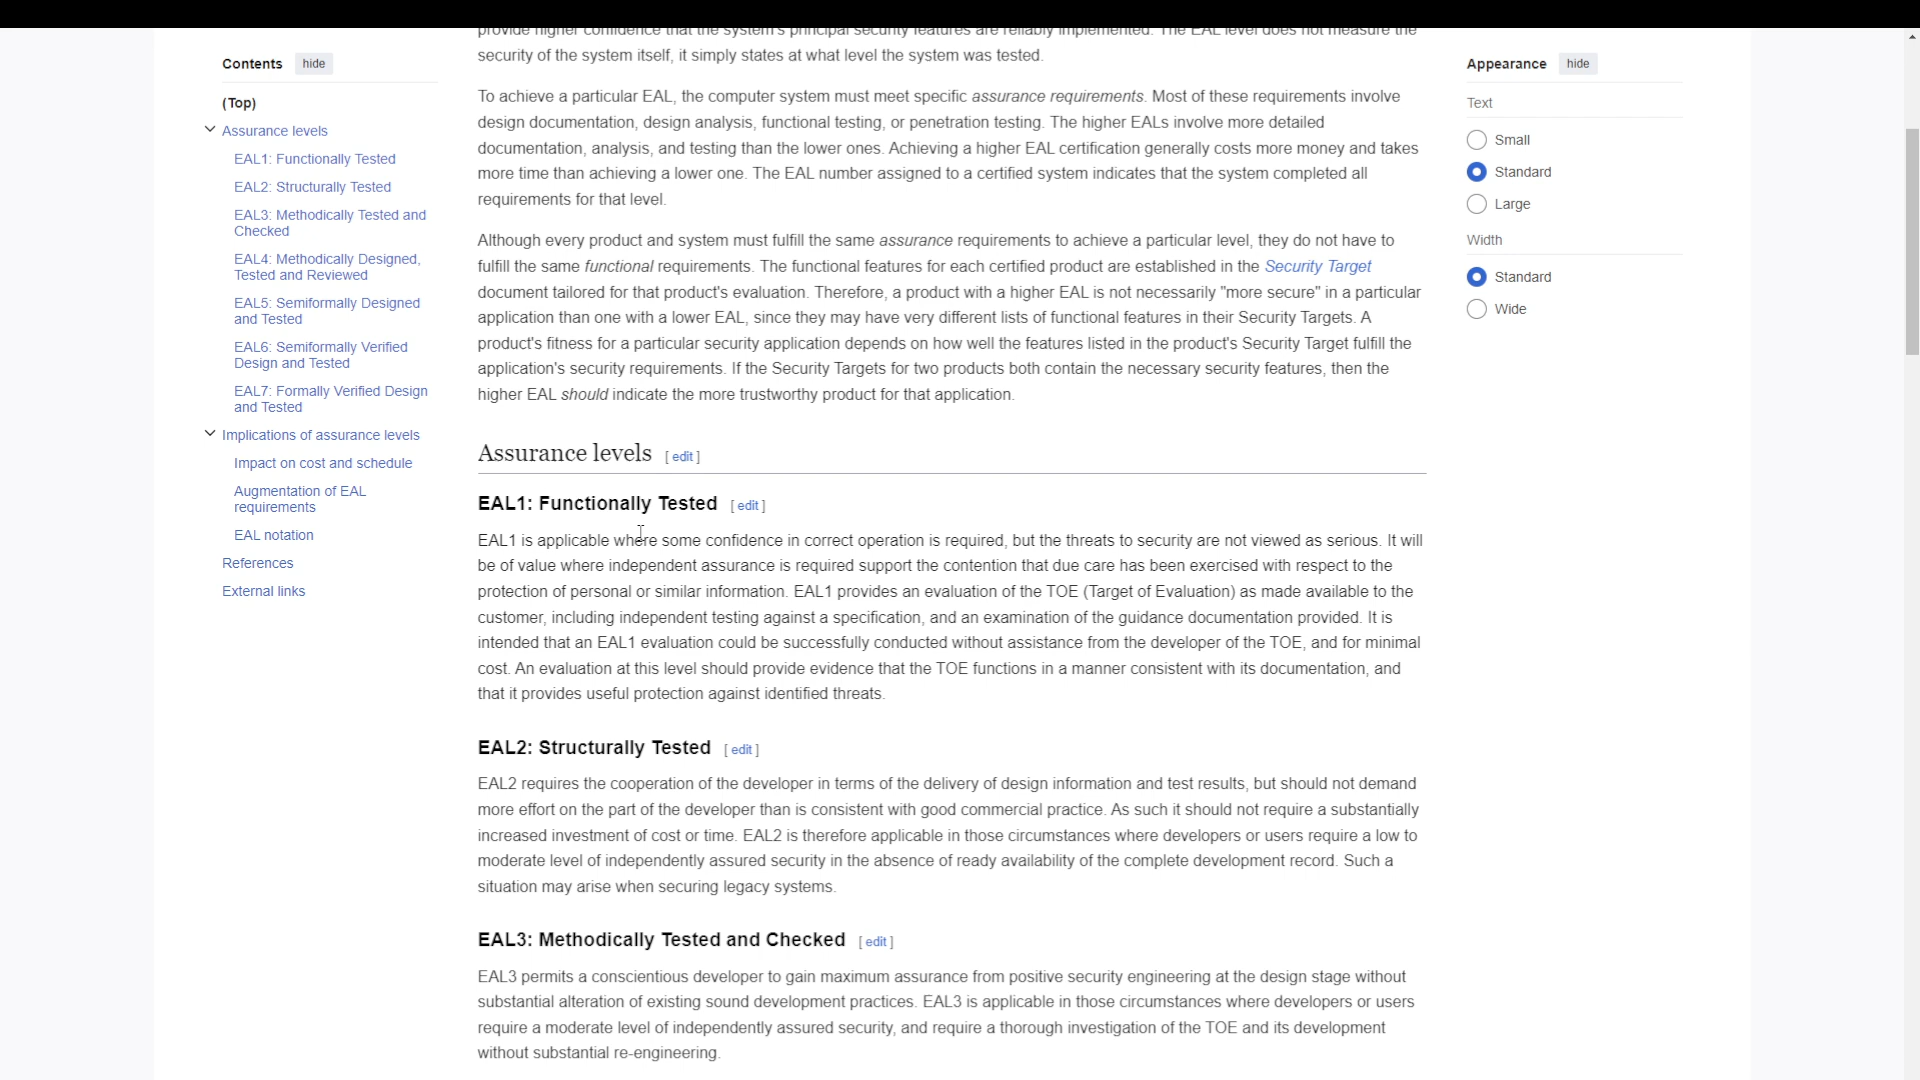 Contents hide
(Top)
Assurance levels
EAL1: Functionally Tested
EAL2: Structurally Tested
EAL3: Methodically Tested and
Checked
EAL4: Methodically Designed,
Tested and Reviewed
EAL5: Semiformally Designed
and Tested
EAL6: Semiformally Verified
Design and Tested
EAL7: Formally Verified Design
and Tested
Implications of assurance levels
Impact on cost and schedule
Augmentation of EAL
requirements
EAL notation
References
External links
provide higher confidence that the system's principal security features are reliably implemented. The EAL level does not measure the
security of the system itself, it simply states at what level the system was tested.
To achieve a particular EAL, the computer system must meet specific assurance requirements. Most of these requirements involve
design documentation, design analysis, functional testing, or penetration testing. The higher EALs involve more detailed
documentation, analysis, and testing than the lower ones. Achieving a higher EAL certification generally costs more money and takes
more time than achieving a lower one. The EAL number assigned to a certified system indicates that the system completed all
requirements for that level.
Although every product and system must fulfill the same assurance requirements to achieve a particular level, they do not have to
fulfill the same functional requirements. The functional features for each certified product are established in the Security Target
document tailored for that product's evaluation. Therefore, a product with a higher EAL is not necessarily "more secure" in a particular
application than one with a lower EAL, since they may have very different lists of functional features in their Security Targets. A
product's fitness for a particular security application depends on how well the features listed in the product's Security Target fulfill the
application's security requirements. If the Security Targets for two products both contain the necessary security features, then the
higher EAL should indicate the more trustworthy product for that application.
Assurance levels [ edit ]
EAL1: Functionally Tested [ edit ]
EAL1 is applicable where some confidence in correct operation is required, but the threats to security are not viewed as serious. It will
be of value where independent assurance is required support the contention that due care has been exercised with respect to the
protection of personal or similar information. EAL1 provides an evaluation of the TOE (Target of Evaluation) as made available to the
customer, including independent testing against a specification, and an examination of the guidance documentation provided. It is
intended that an EAL1 evaluation could be successfully conducted without assistance from the developer of the TOE, and for minimal
cost. An evaluation at this level should provide evidence that the TOE functions in a manner consistent with its documentation, and
that it provides useful protection against identified threats.
EAL2: Structurally Tested [ edit ]
EAL2 requires the cooperation of the developer in terms of the delivery of design information and test results, but should not demand
more effort on the part of the developer than is consistent with good commercial practice. As such it should not require a substantially
increased investment of cost or time. EAL2 is therefore applicable in those circumstances where developers or users require a low to
moderate level of independently assured security in the absence of ready availability of the complete development record. Such a
situation may arise when securing legacy systems.
EAL3: Methodically Tested and Checked [ edit ]
EAL3 permits a conscientious developer to gain maximum assurance from positive security engineering at the design stage without
substantial alteration of existing sound development practices. EAL3 is applicable in those circumstances where developers or users
require a moderate level of independently assured security, and require a thorough investigation of the TOE and its development
without substantial re-engineering.
Appearance hide
Text
Small
Standard
Large
Width
Standard
Wide